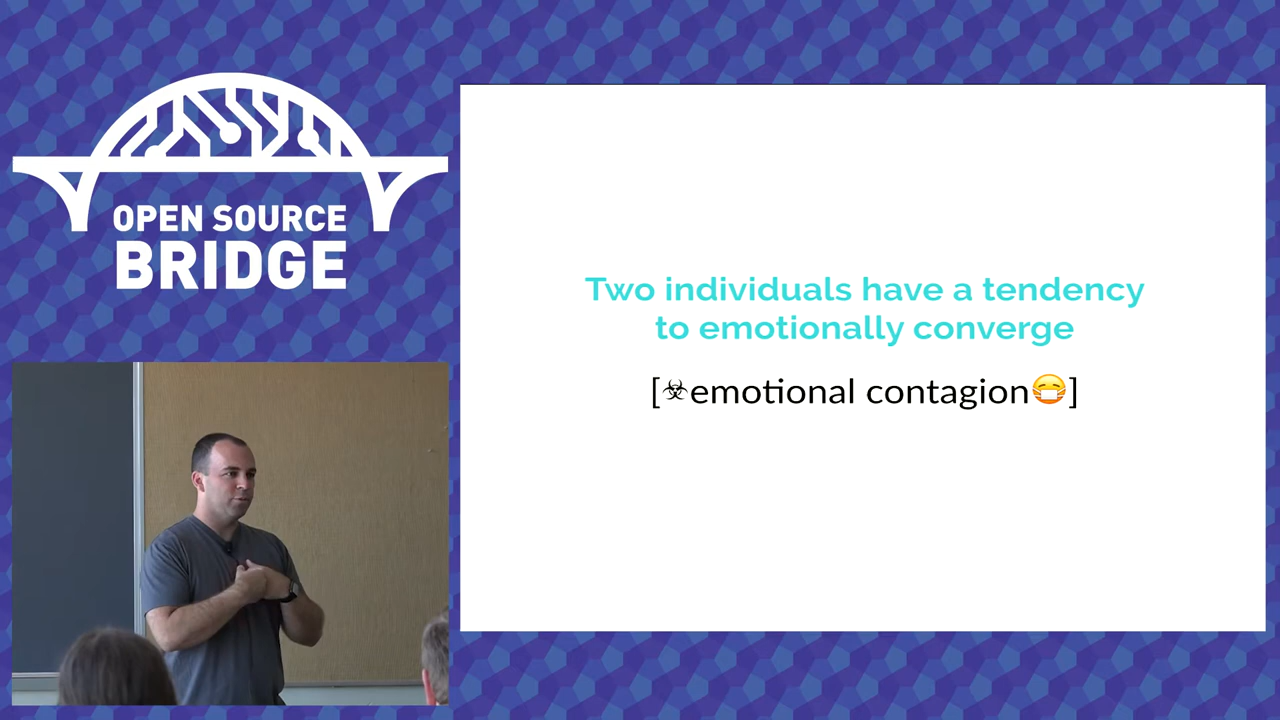 OPEN SOURCE
BRIDGE
Two individuals have a tendency
to emotionally converge
[☣emotional contagion😷]